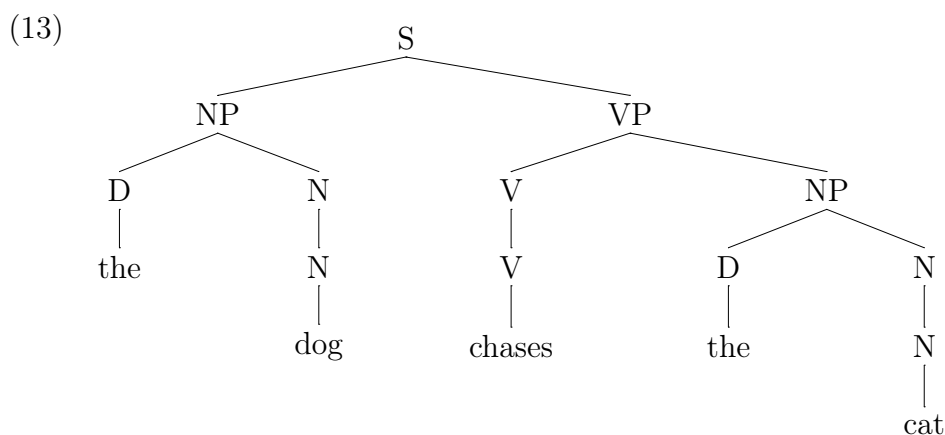 (13)
S
NP VP
D N V NP
the N V D N
dog chases the N
cat